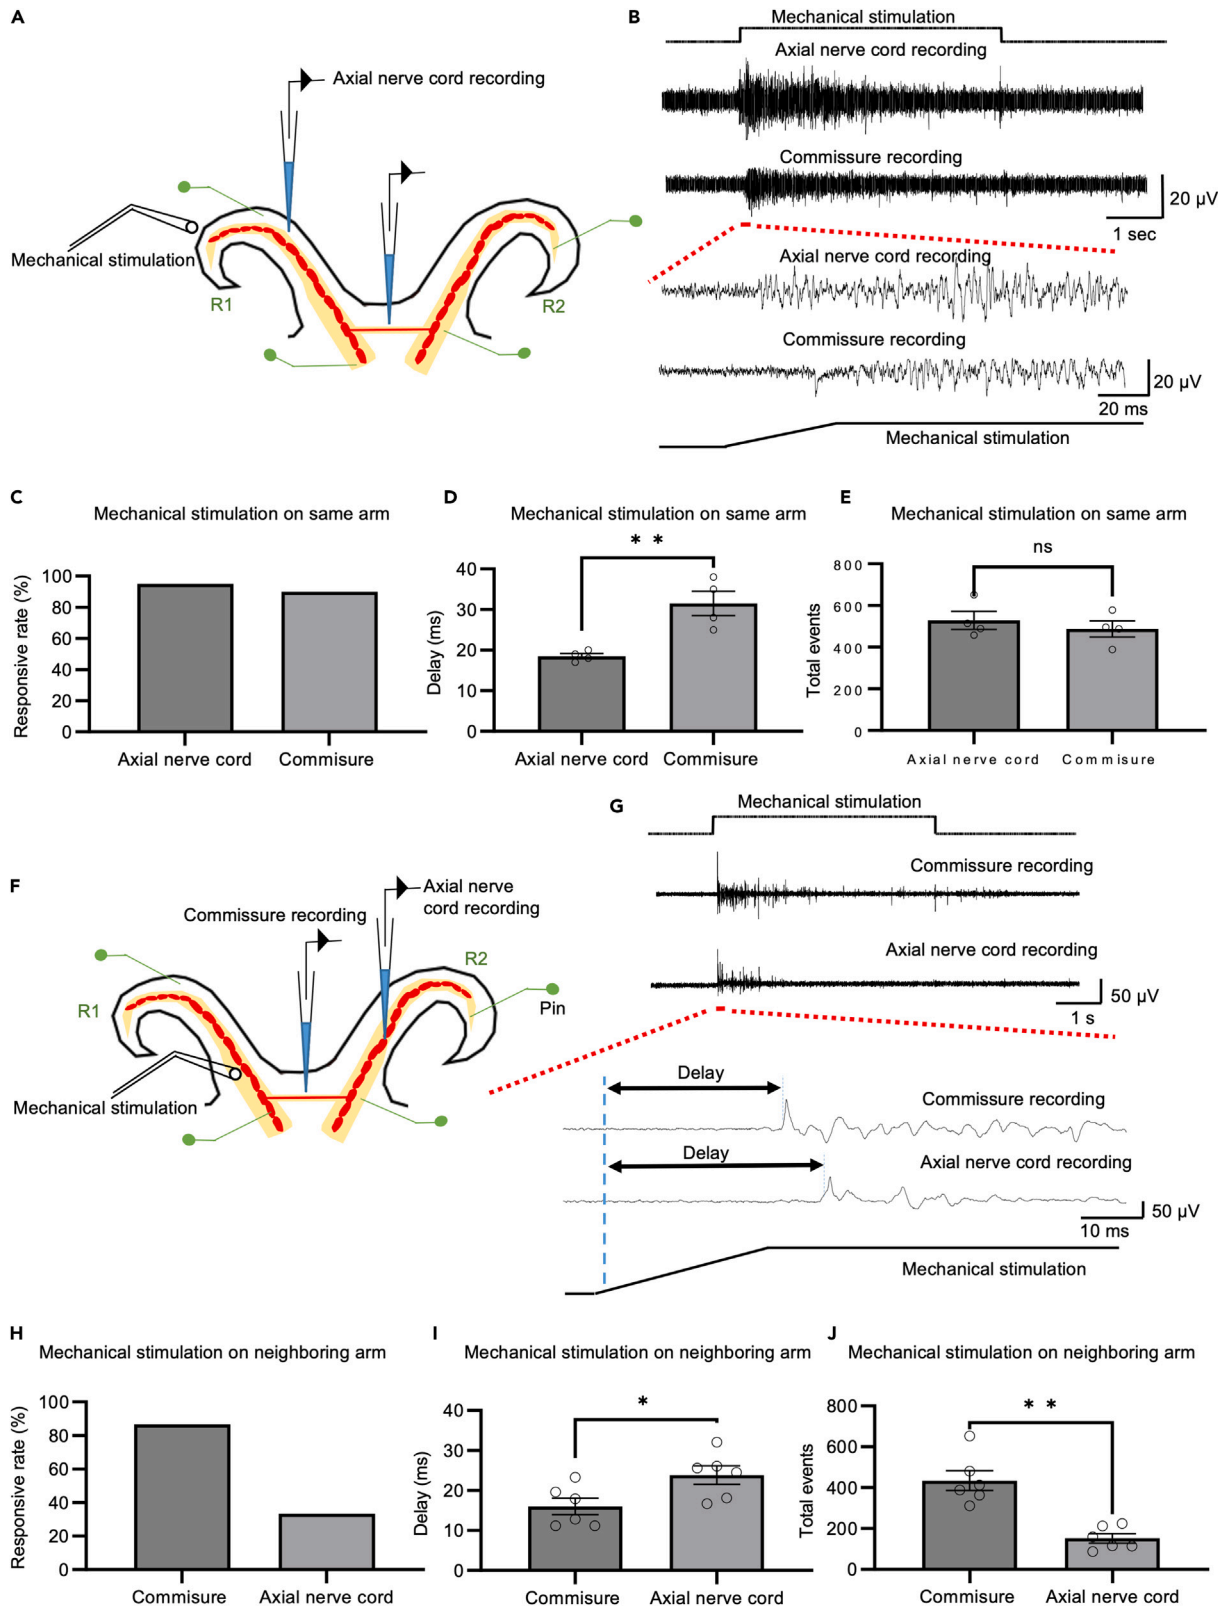 A
Axial nerve cord recording
Mechanical stimulation
R1
R2
B
Mechanical stimulation
Axial nerve cord recording
Commissure recording
20 µV
1 sec
Axial nerve cord recording
Commissure recording
20 µV
20 ms
Mechanical stimulation
C
Mechanical stimulation on same arm
Responsive rate (%)
100
80
60
40
20
0
Axial nerve cord
Commisure
D
Mechanical stimulation on same arm
* *
Delay (ms)
40
30
20
10
0
Axial nerve cord
Commisure
E
Mechanical stimulation on same arm
ns
Total events
800
600
400
200
0
Axial nerve cord
Commisure
F
Commissure recording
Axial nerve
cord recording
R1
R2
Pin
Mechanical stimulation
G
Mechanical stimulation
Commissure recording
Axial nerve cord recording
50 µV
1 s
Delay
Commissure recording
Delay
Axial nerve cord recording
50 µV
10 ms
Mechanical stimulation
H
Mechanical stimulation on neighboring arm
Responsive rate (%)
100
80
60
40
20
0
Commisure
Axial nerve cord
I
Mechanical stimulation on neighboring arm
*
Delay (ms)
40
30
20
10
0
Commisure
Axial nerve cord
J
Mechanical stimulation on neighboring arm
* *
Total events
800
600
400
200
0
Commisure
Axial nerve cord